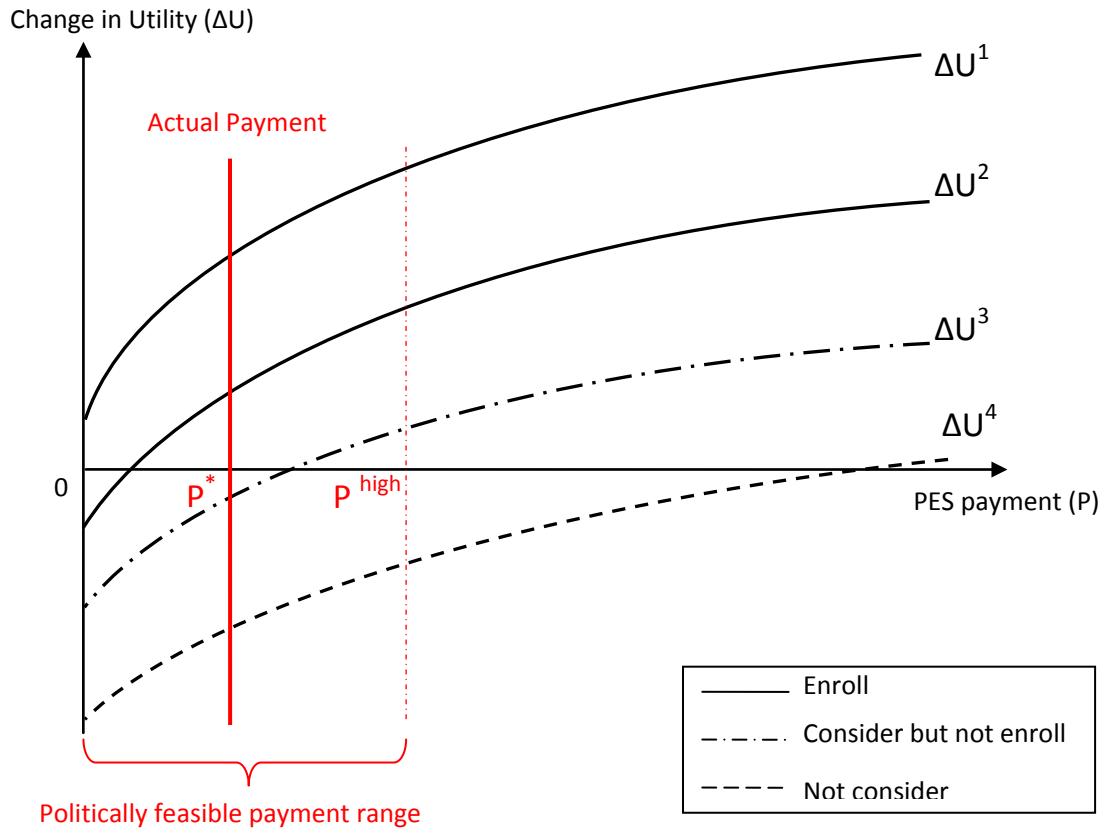 Change in Utility (ΔU)
ΔU¹
Actual Payment
ΔU²
ΔU³
ΔU⁴
0
P*
P high
PES payment (P)
Enroll
Consider but not enroll
Not consider
Politically feasible payment range